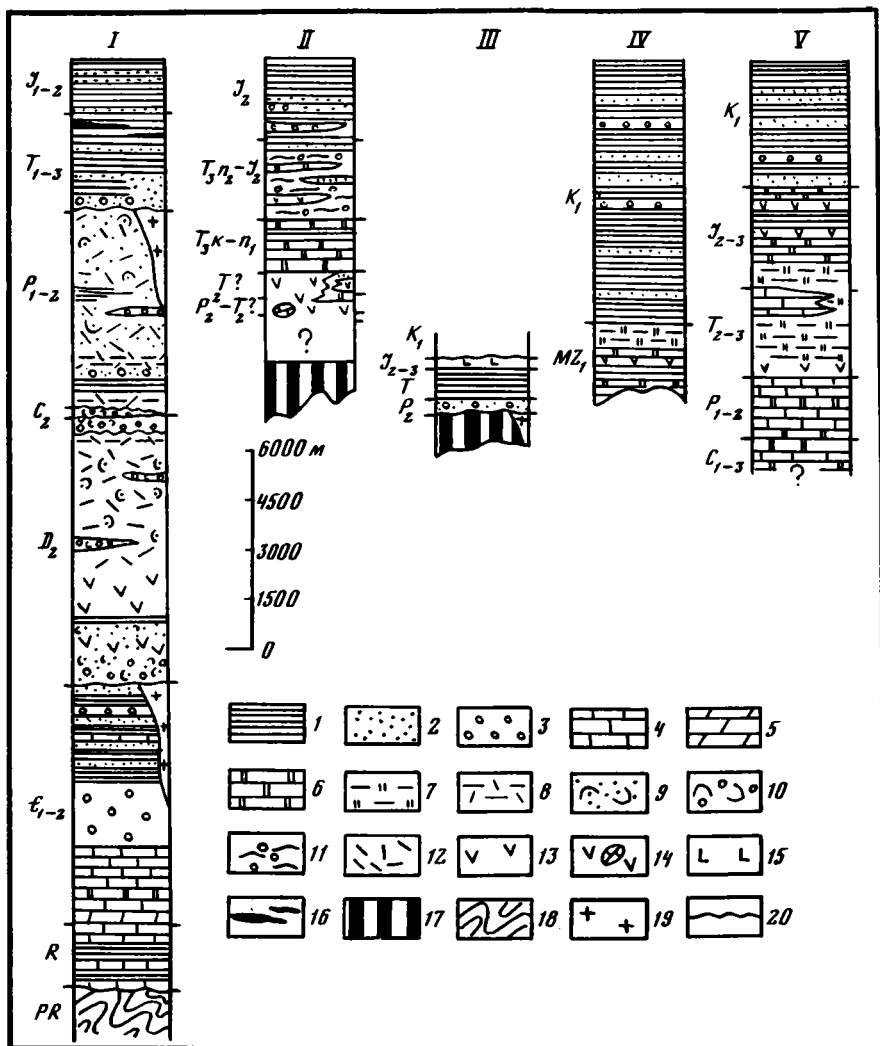 I II III IV V
J₁₋₂
T₁₋₃
P₁₋₂
C₂
D₂
Є₁₋₂
R
PR
J₂
T₃n₂-J₂
T₃к-n₁
T?
P₂²-T₂?
?
K₁
J₂₋₃
T
P₂
K₁
MZ₁
K₁
J₂₋₃
T₂₋₃
P₁₋₂
C₁₋₃
?
6000 м
4500
3000
1500
0
1 2 3 4 5
6 7 8 9 10
11 12 13 14 15
16 17 18 19 20